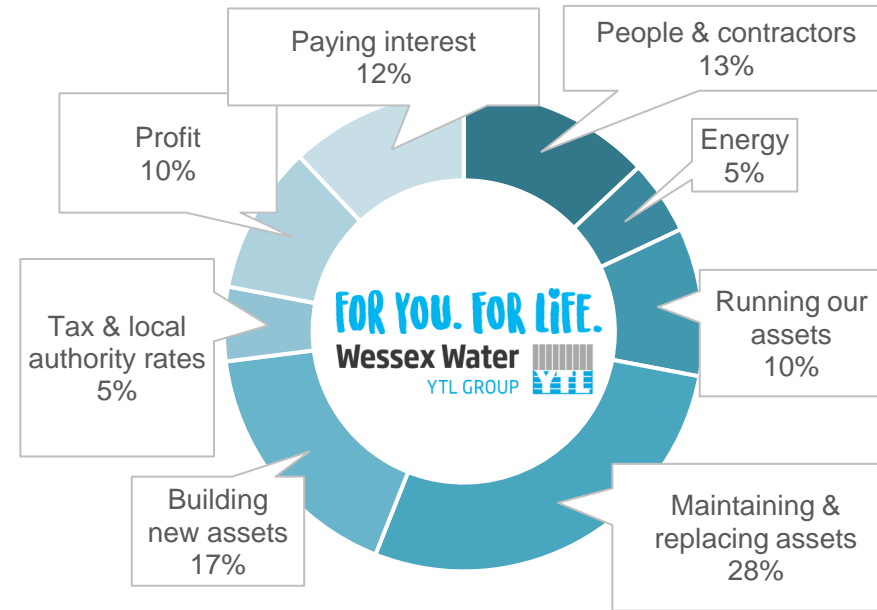 Paying interest
12%
People & contractors
13%
Profit
10%
Energy
5%
FOR YOU. FOR LiFE.
Wessex Water
YTL GROUP
YTL
Running our
assets
10%
Tax & local
authority rates
5%
Building
new assets
17%
Maintaining &
replacing assets
28%